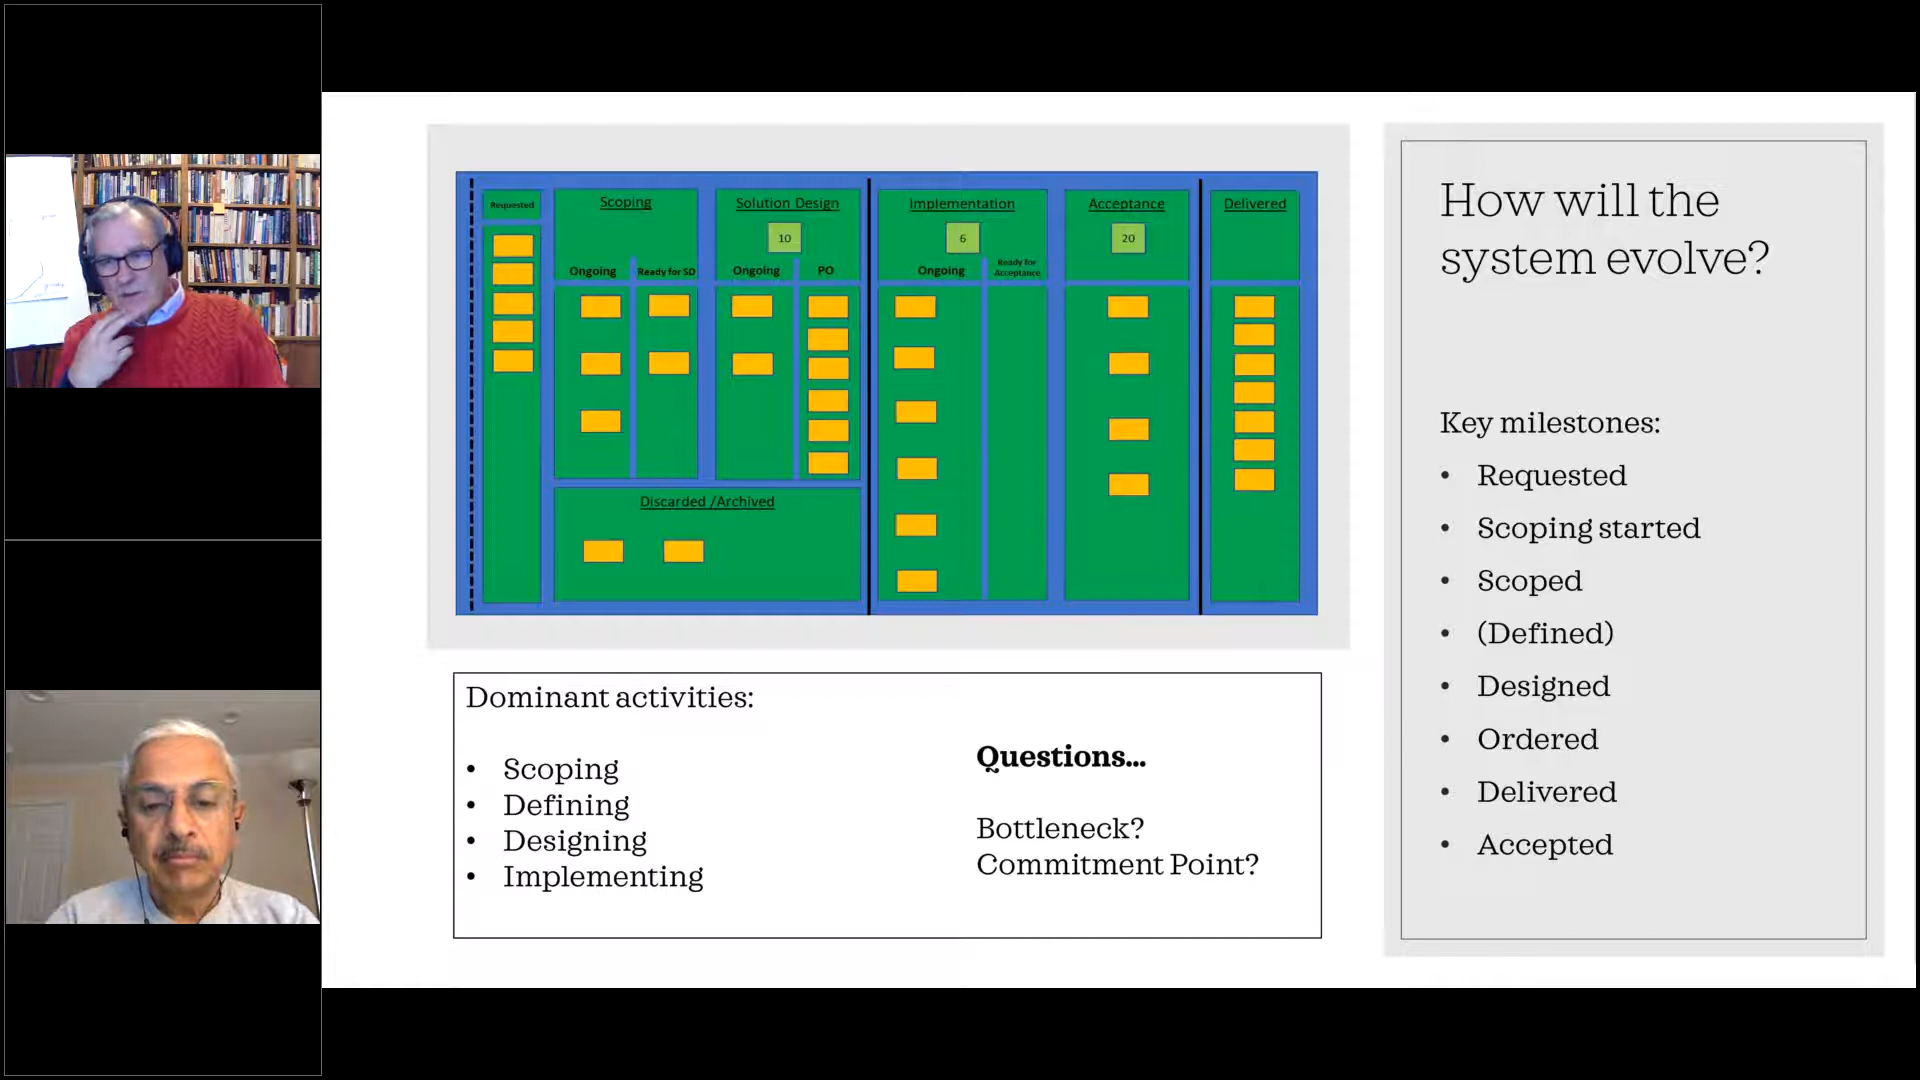 Requested
Scoping
Ongoing
Ready for SD
Solution Design
10
Ongoing
PO
Implementation
6
Ongoing
Ready for
Acceptance
Acceptance
20
Delivered
Discarded /Archived
Dominant activities:
• Scoping
• Defining
• Designing
• Implementing
Questions...
Bottleneck?
Commitment Point?
How will the
system evolve?
Key milestones:
• Requested
• Scoping started
• Scoped
• (Defined)
• Designed
• Ordered
• Delivered
• Accepted